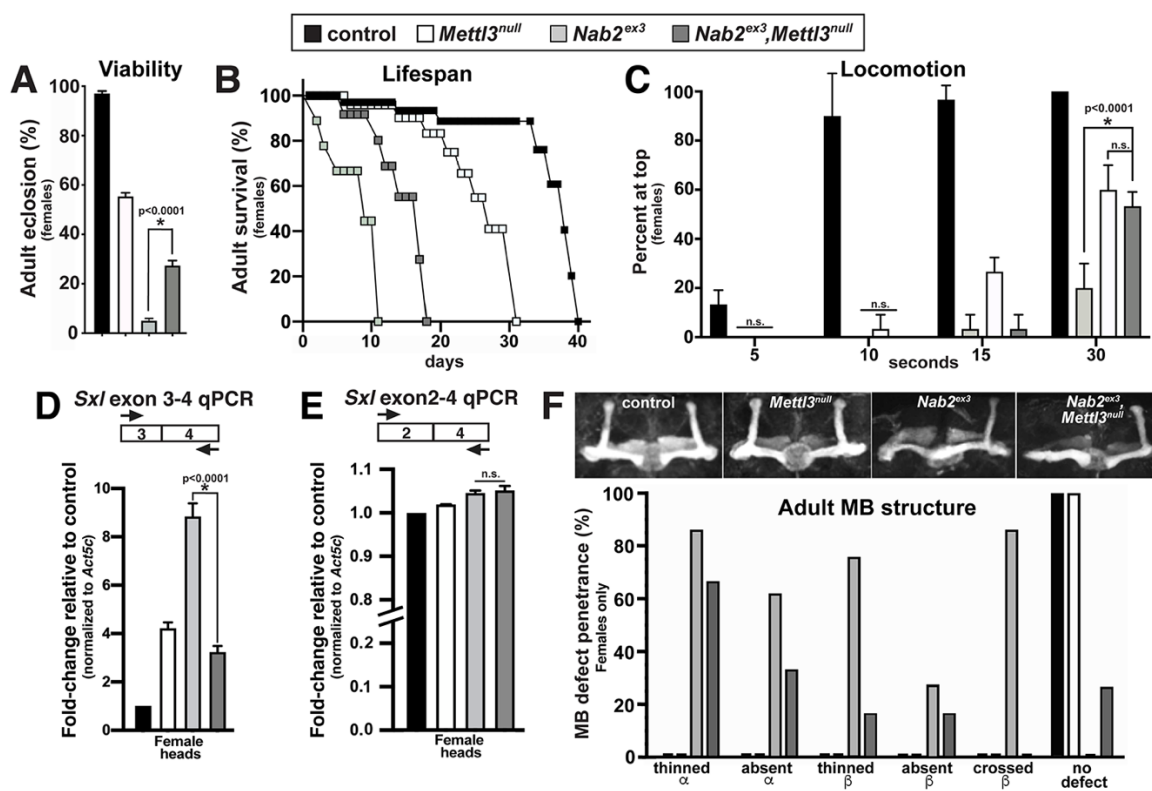 control Mettl3null Nab2ex3 Nab2ex3,Mettl3null
A Viability
Adult eclosion (%)
(females)
100
80
60
40
20
0
p<0.0001
*
B Lifespan
Adult survival (%)
(females)
100
80
60
40
20
0
0 10 20 30 40
days
C Locomotion
Percent at top
(females)
100
80
60
40
20
0
n.s.
n.s.
p<0.0001
*
n.s.
5 10 15 30
seconds
D Sxl exon 3-4 qPCR
3 4
Fold-change relative to control
(normalized to Act5c)
10
8
6
4
2
0
p<0.0001
*
Female
heads
E Sxl exon2-4 qPCR
2 4
Fold-change relative to control
(normalized to Act5c)
1.1
1.0
0.9
0.8
0.2
0.1
0.0
n.s.
Female
heads
F
control Mettl3null Nab2ex3 Nab2ex3,
Mettl3null
Adult MB structure
MB defect penetrance (%)
Females only
100
80
60
40
20
0
thinned absent thinned absent crossed no
α α β β β defect